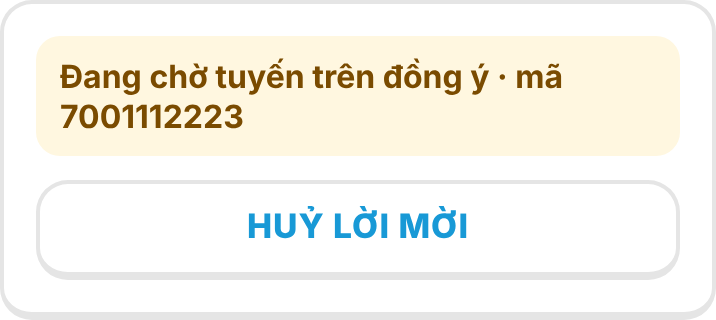 Đang chờ tuyến trên đồng ý · mã
7001112223
HUỶ LỜI MỜI